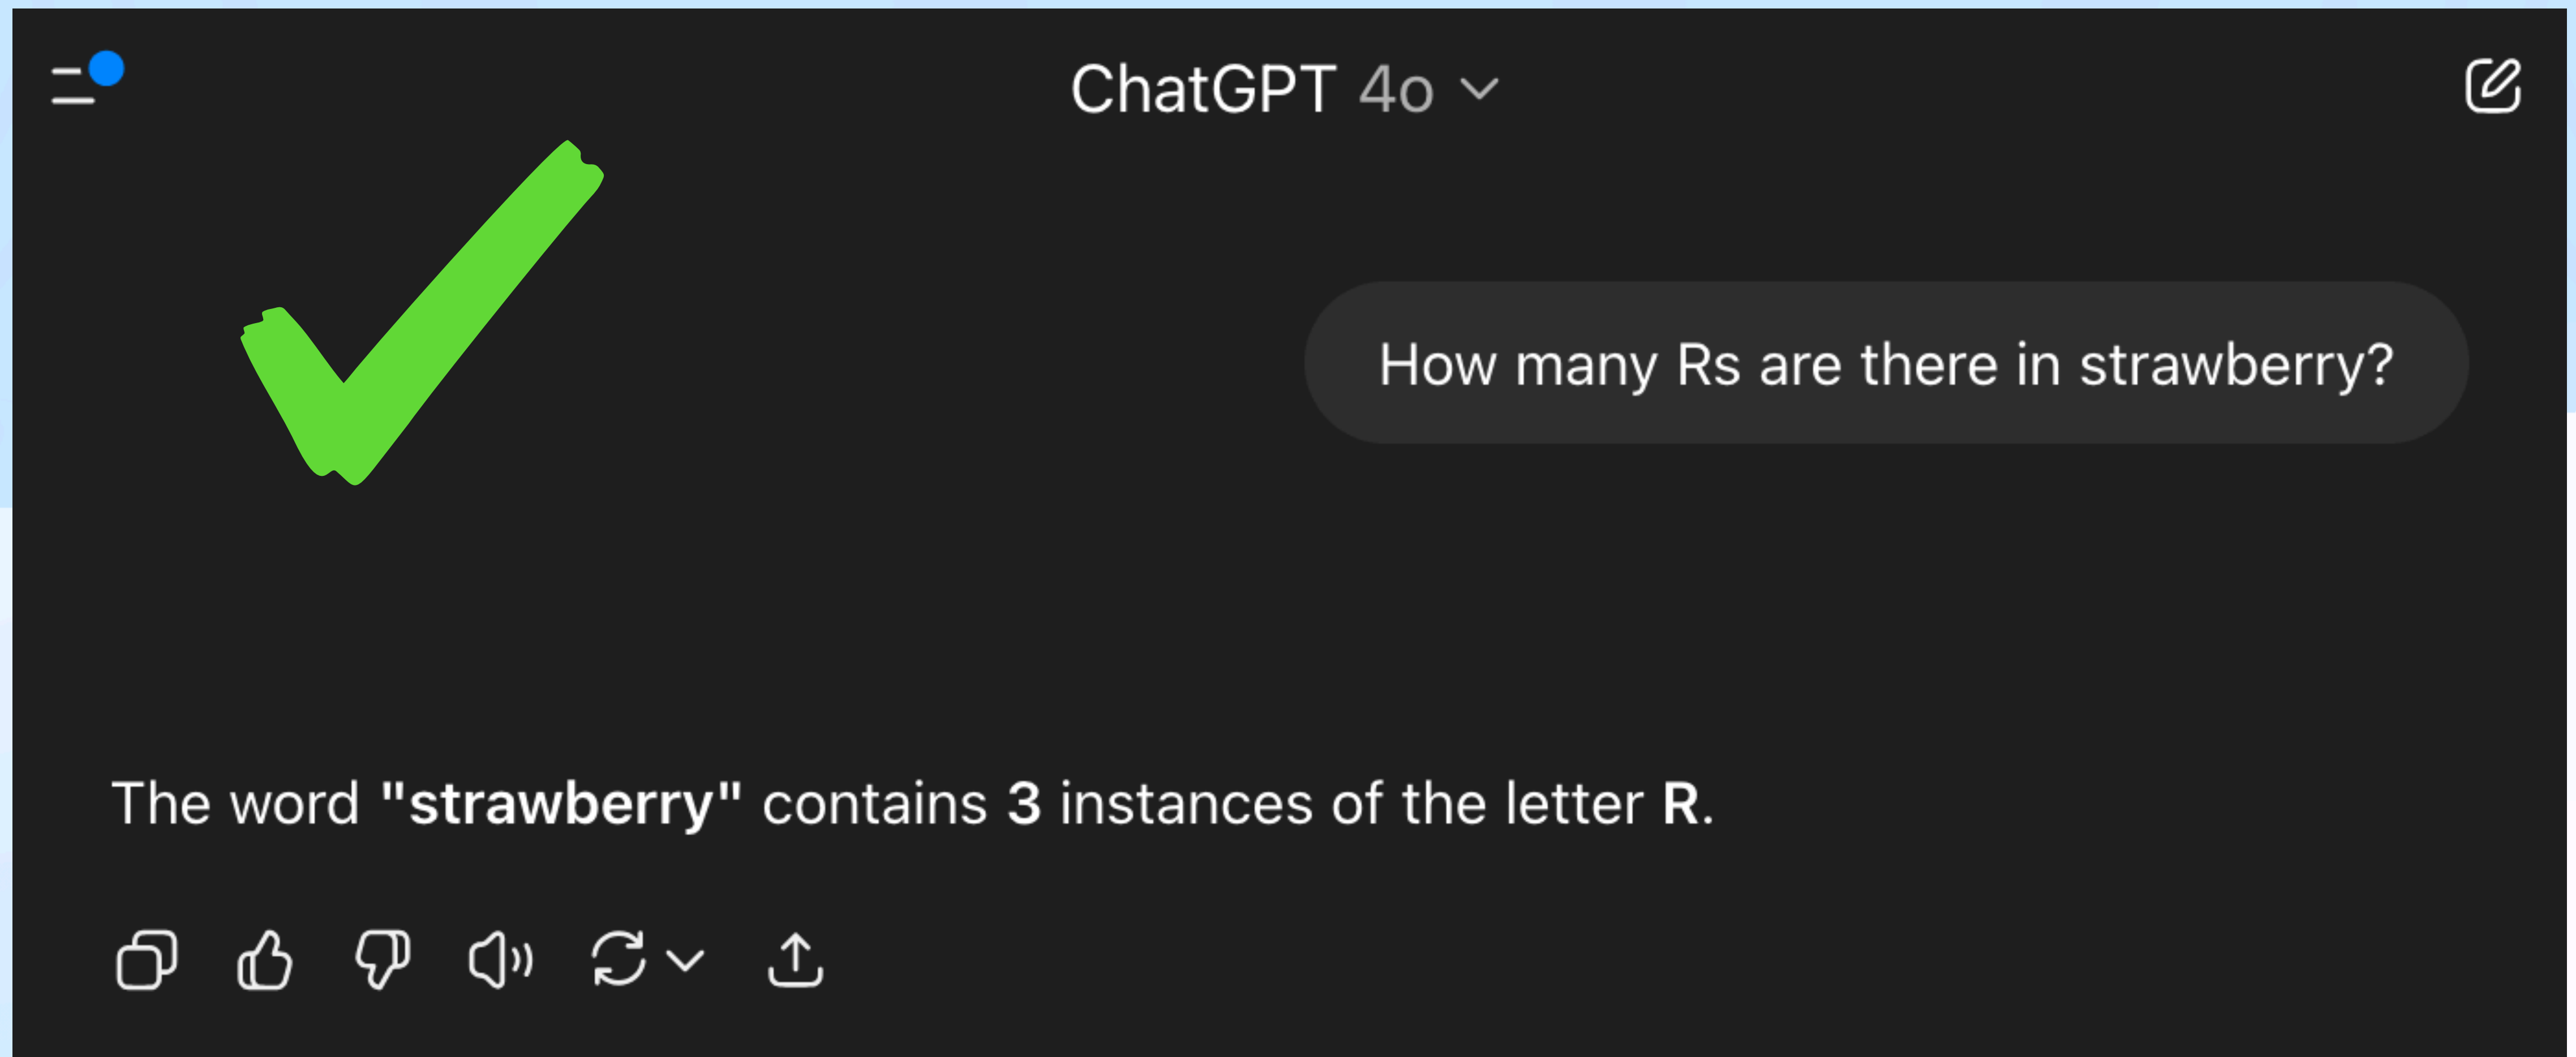 ChatGPT 4o
How many Rs are there in strawberry?
The word "strawberry" contains 3 instances of the letter R.